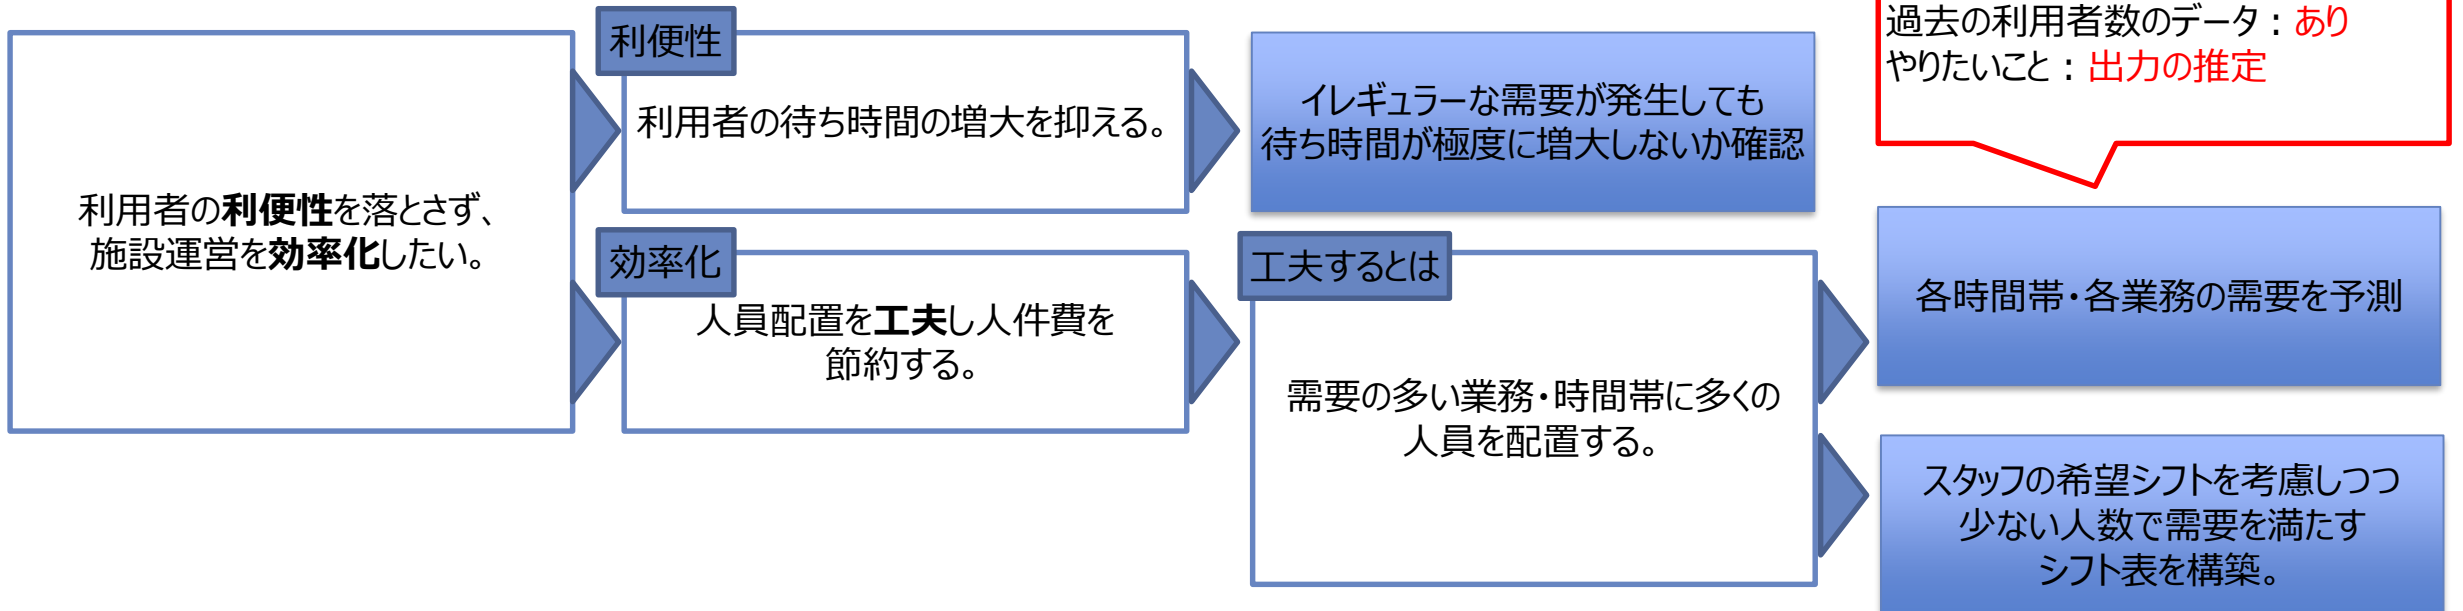 利用者の利便性を落とさず、
施設運営を効率化したい。
利便性
利用者の待ち時間の増大を抑える。
イレギュラーな需要が発生しても
待ち時間が極度に増大しないか確認
効率化
人員配置を工夫し人件費を
節約する。
工夫するとは
需要の多い業務・時間帯に多くの
人員を配置する。
過去の利用者数のデータ：あり
やりたいこと：出力の推定
各時間帯・各業務の需要を予測
スタッフの希望シフトを考慮しつつ
少ない人数で需要を満たす
シフト表を構築。